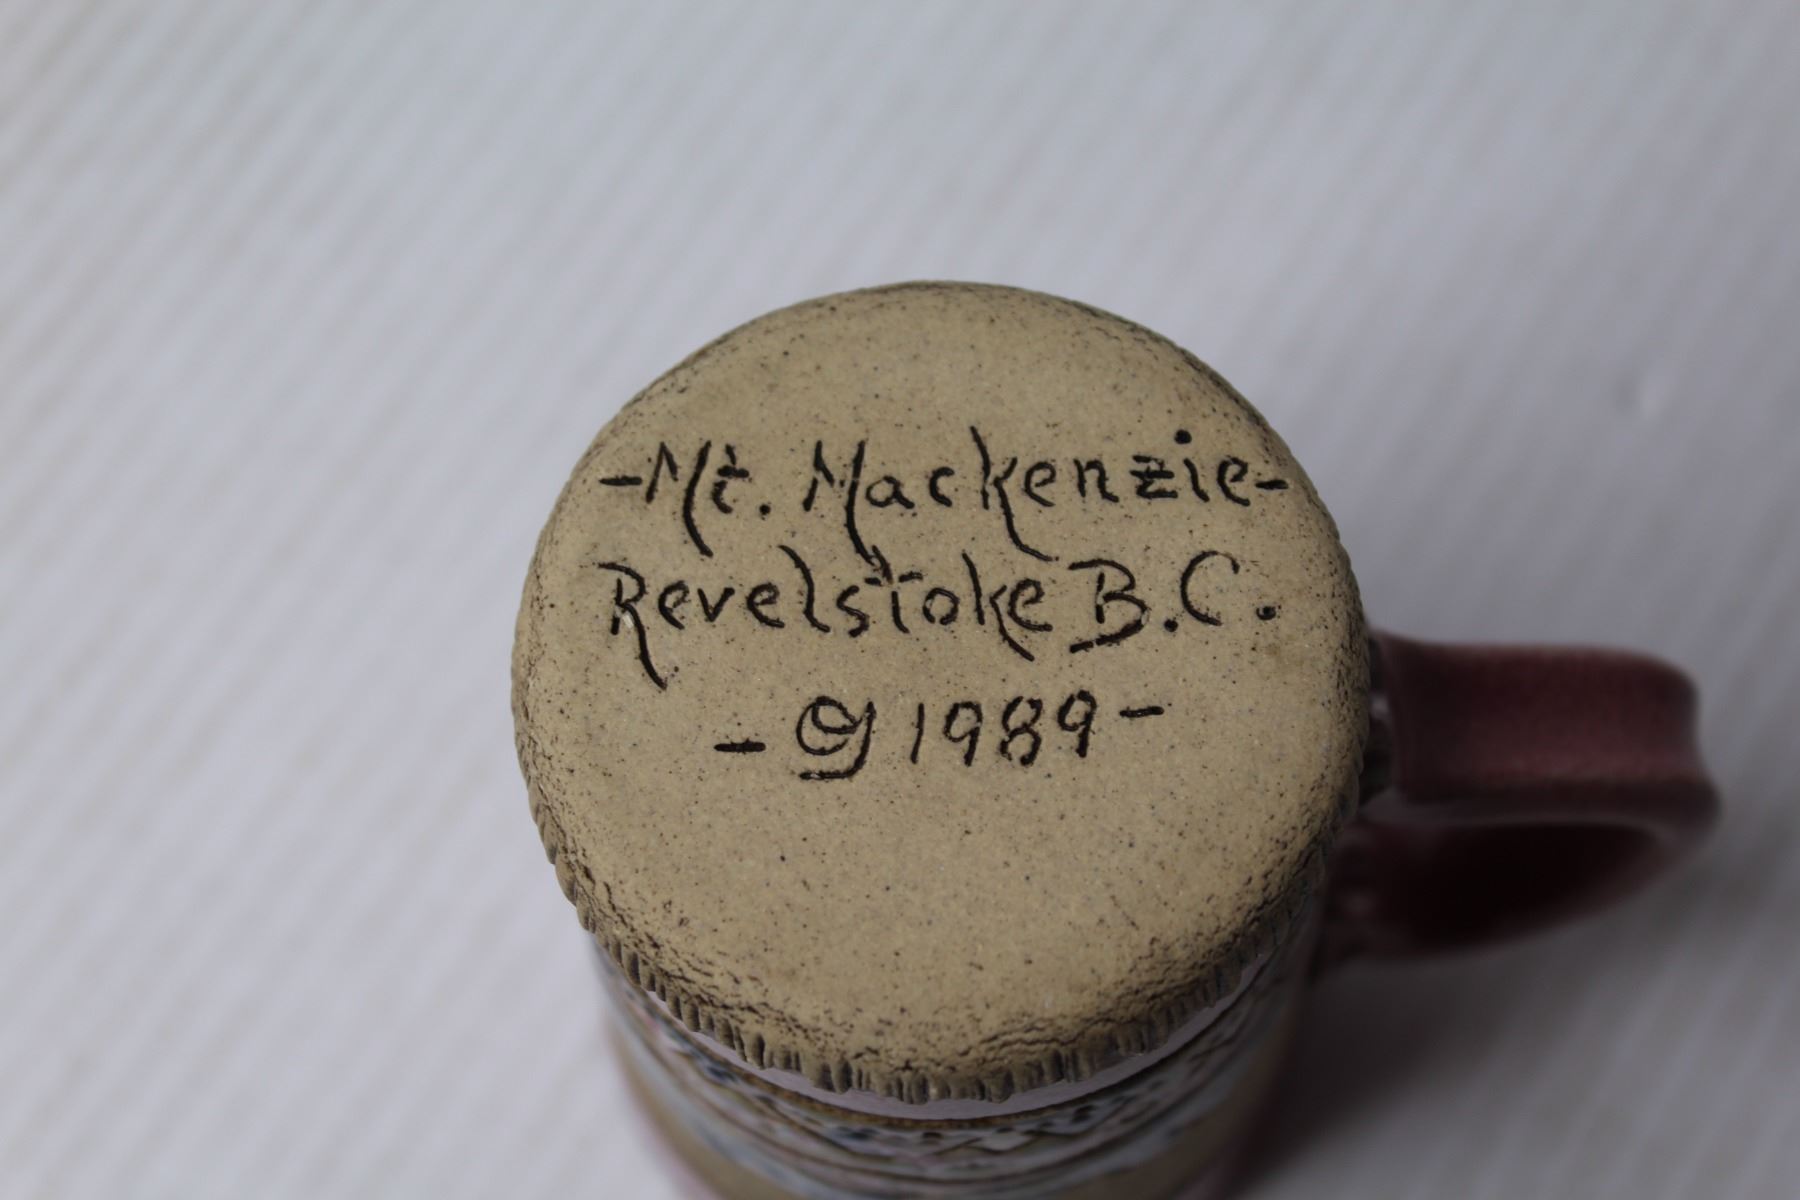 -Mt. Mackenzie-
Revelstoke B.C.
- 1989 -